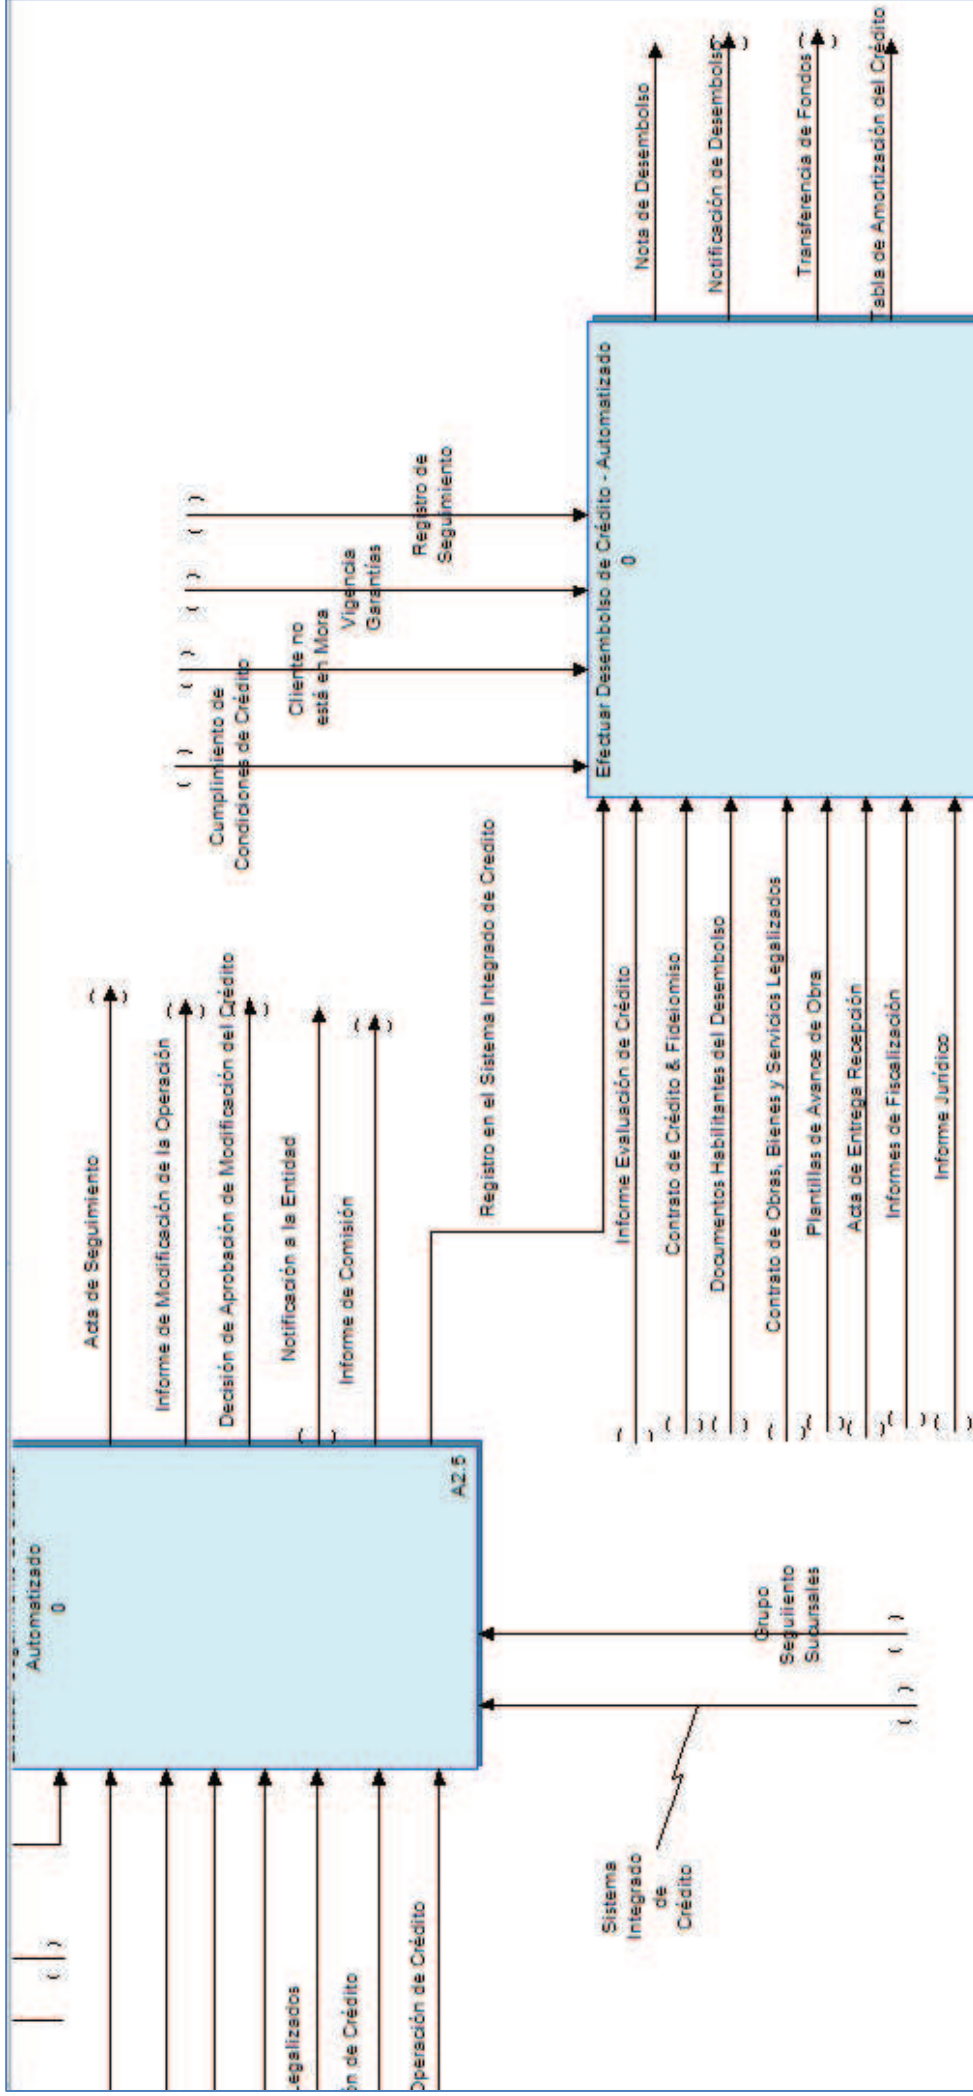 Automatizado
0
A2.5
Acta de Seguimiento
Informe de Modificación de la Operación
Decisión de Aprobación de Modificación del Crédito
Notificación a la Entidad
Informe de Comisión
Registro en el Sistema Integrado de Credito
egalizados
ón de Crédito
Operación de Crédito
Sistema
Integrado
de
Crédito
Grupo
Seguiiento
Sucursales
Cumplimiento de
Condiciones de Crédito
Cliente no
está en Mora
Vigencia
Garantías
Registro de
Seguimiento
Efectuar Desembolso de Crédito - Automatizado
0
Informe Evaluación de Crédito
Contrato de Crédito & Fideiomiso
Documentos Habilitantes del Desembolso
Contrato de Obras, Bienes y Servicios Legalizados
Plantillas de Avance de Obra
Acta de Entrega Recepción
Informes de Fiscalización
Informe Jurídico
Nota de Desembolso
Notificación de Desembolso
Transferencia de Fondos
Tabla de Amortización del Crédito